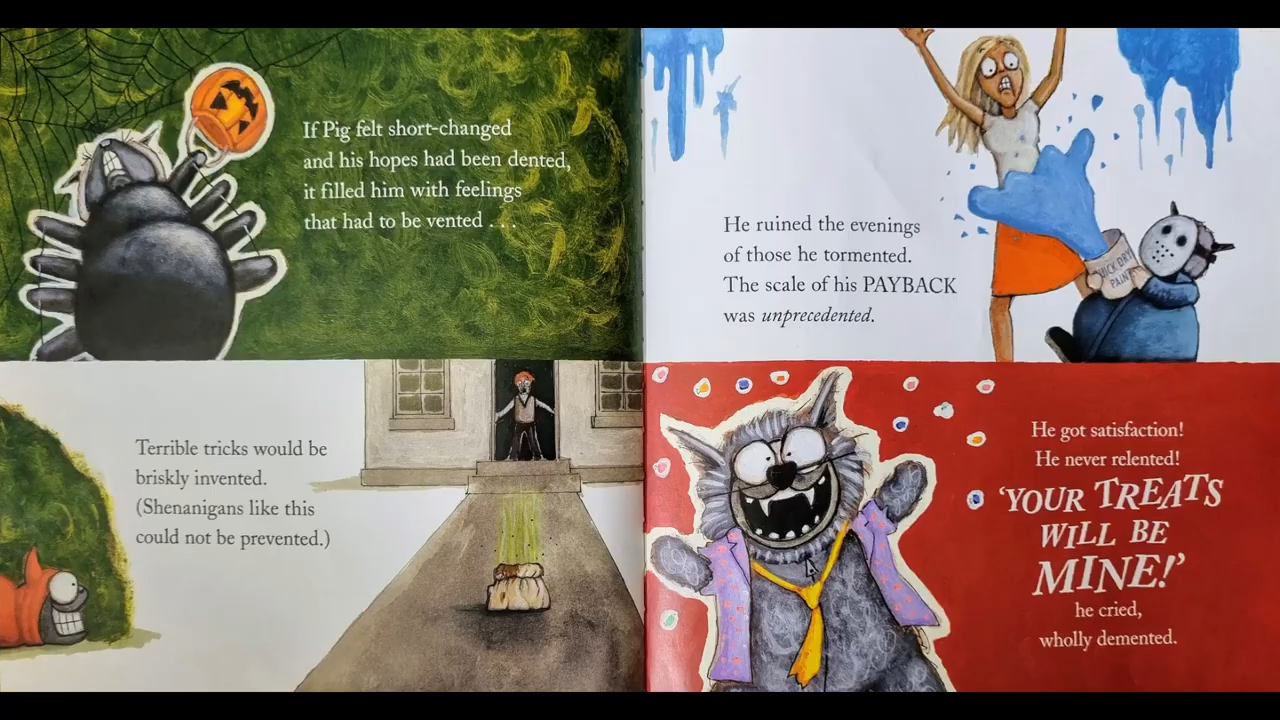 If Pig felt short-changed
and his hopes had been dented,
it filled him with feelings
that had to be vented . . .
Terrible tricks would be
briskly invented.
(Shenanigans like this
could not be prevented.)
He ruined the evenings
of those he tormented.
The scale of his PAYBACK
was unprecedented.
QUICK DRY
PAINT
He got satisfaction!
He never relented!
‘YOUR TREATS
WILL BE
MINE!’
he cried,
wholly demented.